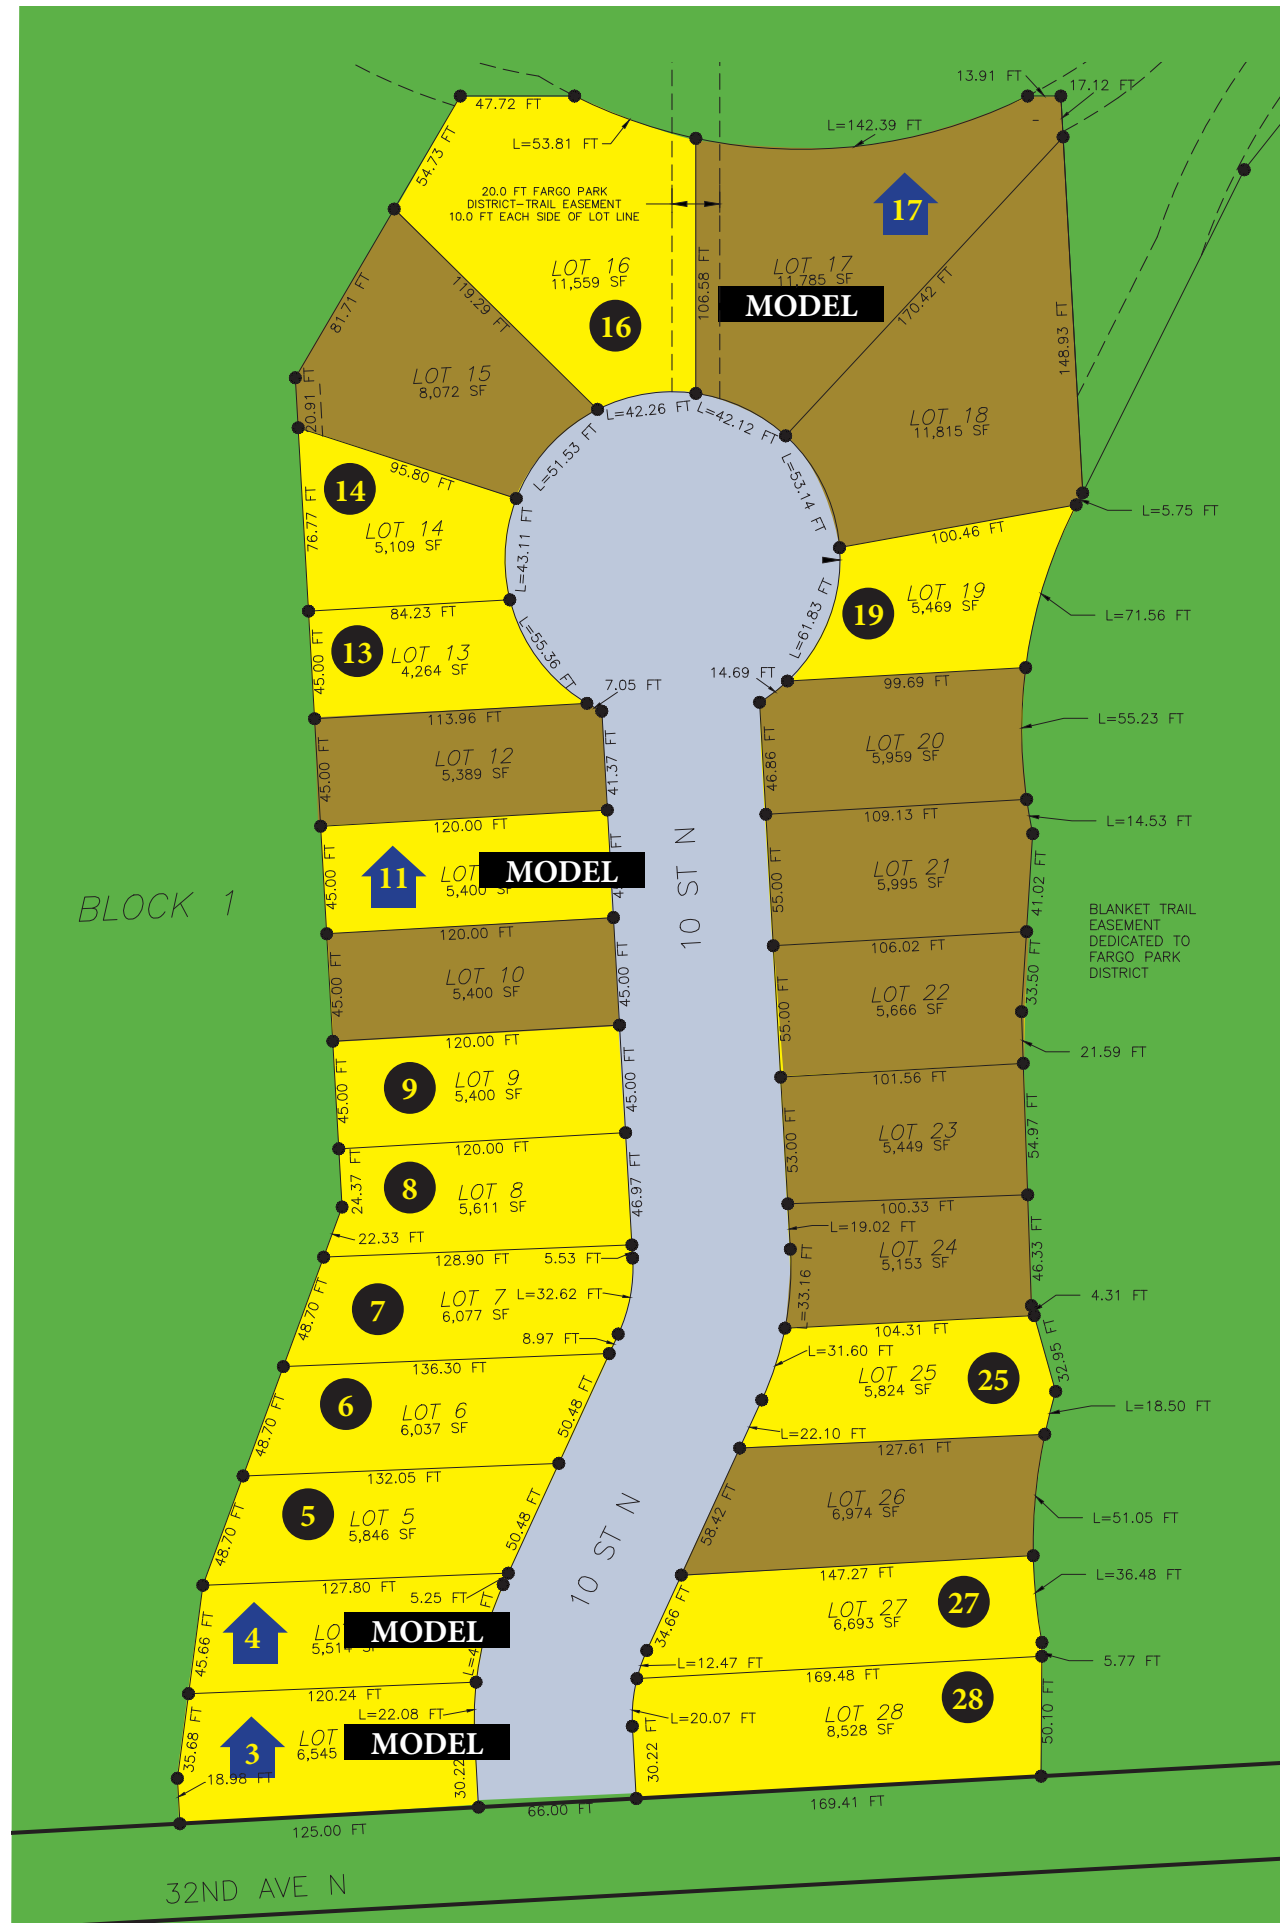 13.91 FT
17.12 FT
47.72 FT
L=53.81 FT
L=142.39 FT
54.73 FT
20.0 FT FARGO PARK
DISTRICT-TRAIL EASEMENT
10.0 FT EACH SIDE OF LOT LINE
17
LOT 16
11,559 SF
16
106.58 FT
LOT 17
11,785 SF
MODEL
170.42 FT
148.93 FT
81.71 FT
119.29 FT
LOT 15
8,072 SF
20.91 FT
LOT 18
11,815 SF
L=42.26 FT
L=42.12 FT
L=51.53 FT
L=53.14 FT
95.80 FT
14
LOT 14
5,109 SF
76.77 FT
L=43.11 FT
L=5.75 FT
100.46 FT
LOT 19
5,469 SF
19
L=61.83 FT
L=71.56 FT
84.23 FT
13
LOT 13
4,264 SF
45.00 FT
L=55.36 FT
7.05 FT
14.69 FT
99.69 FT
113.96 FT
L=55.23 FT
LOT 12
5,389 SF
45.00 FT
41.37 FT
46.86 FT
LOT 20
5,959 SF
120.00 FT
109.13 FT
L=14.53 FT
45.00 FT
11
LOT
5,400 SF
MODEL
10 ST N
55.00 FT
LOT 21
5,995 SF
41.02 FT
BLOCK 1
BLANKET TRAIL
EASEMENT
DEDICATED TO
FARGO PARK
DISTRICT
120.00 FT
106.02 FT
45.00 FT
LOT 10
5,400 SF
45.00 FT
55.00 FT
LOT 22
5,666 SF
33.50 FT
21.59 FT
120.00 FT
101.56 FT
45.00 FT
9
LOT 9
5,400 SF
45.00 FT
53.00 FT
LOT 23
5,449 SF
54.97 FT
120.00 FT
24.37 FT
8
LOT 8
5,611 SF
46.97 FT
100.33 FT
22.33 FT
L=19.02 FT
128.90 FT
5.53 FT
LOT 24
5,153 SF
L=33.16 FT
46.33 FT
4.31 FT
48.70 FT
7
LOT 7
6,077 SF
L=32.62 FT
8.97 FT
104.31 FT
32.95 FT
136.30 FT
L=31.60 FT
LOT 25
5,824 SF
25
L=18.50 FT
48.70 FT
6
LOT 6
6,037 SF
50.48 FT
L=22.10 FT
127.61 FT
132.05 FT
48.70 FT
5
LOT 5
5,846 SF
50.48 FT
10 ST N
58.42 FT
LOT 26
6,974 SF
L=51.05 FT
127.80 FT
5.25 FT
147.27 FT
L=36.48 FT
45.66 FT
4
5,514
MODEL
34.66 FT
LOT 27
6,693 SF
27
5.77 FT
L=12.47 FT
169.48 FT
120.24 FT
L=22.08 FT
35.68 FT
3
LOT
6,545
MODEL
18.98 FT
30.22
L=20.07 FT
30.22 FT
LOT 28
8,528 SF
28
50.10 FT
66.00 FT
169.41 FT
125.00 FT
32ND AVE N